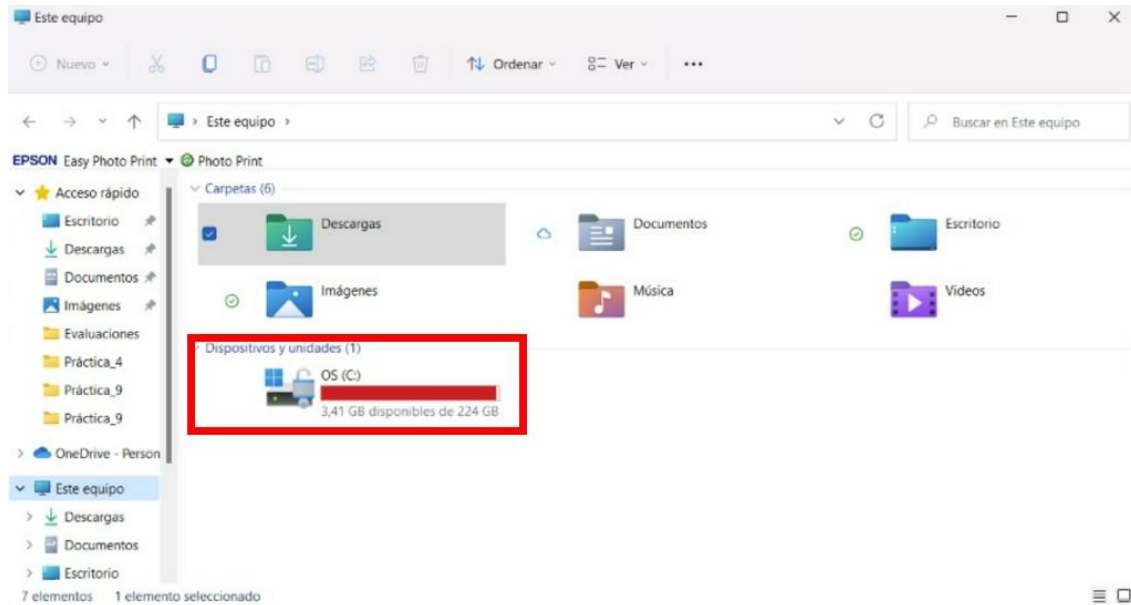 Este equipo
Nuevo
Ordenar
Ver
Este equipo
Buscar en Este equipo
EPSON Easy Photo Print
Photo Print
Acceso rápido
Escritorio
Descargas
Documentos
Imágenes
Evaluaciones
Práctica_4
Práctica_9
Práctica_9
OneDrive - Person
Este equipo
Descargas
Documentos
Escritorio
Carpetas (6)
Descargas
Documentos
Escritorio
Imágenes
Música
Vídeos
Dispositivos y unidades (1)
OS (C:)
3,41 GB disponibles de 224 GB
7 elementos 1 elemento seleccionado